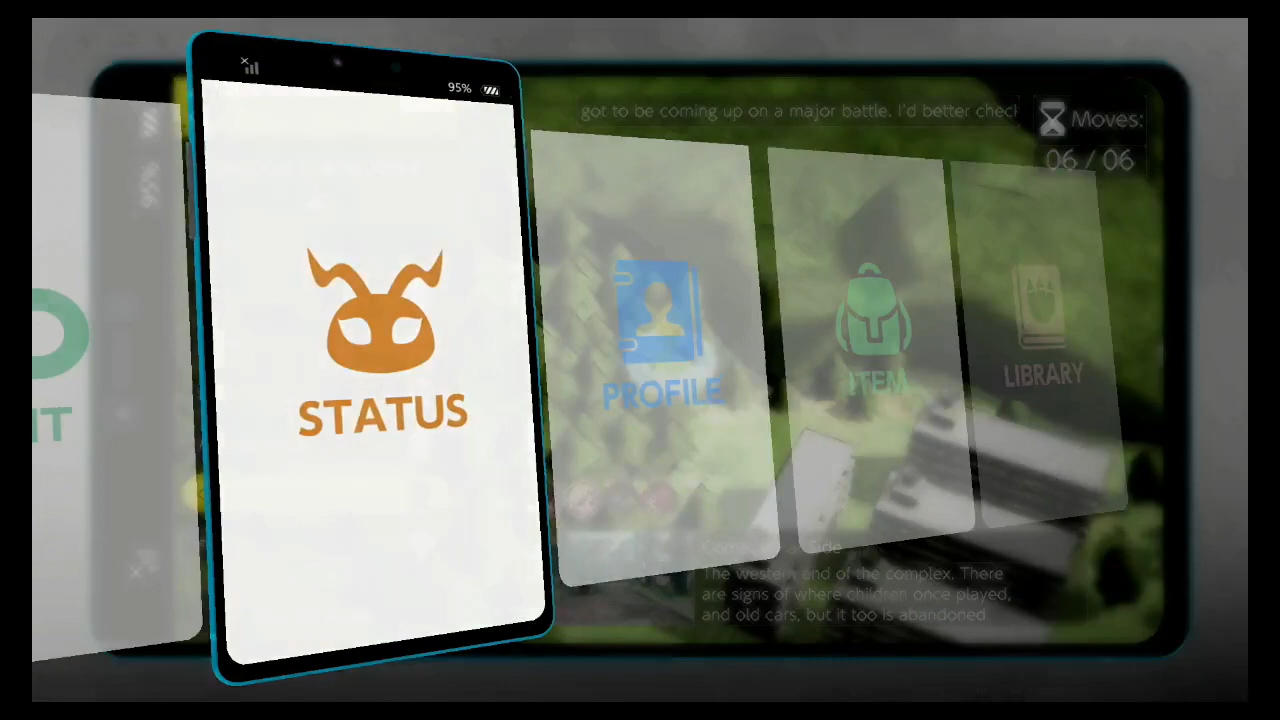 95%
got to be coming up on a major battle. I'd better check
Moves:
06 / 06
95%
IT
STATUS
PROFILE
ITEM
LIBRARY
The western end of the complex. There
are signs of where children once played,
and old cars, but it too is abandoned